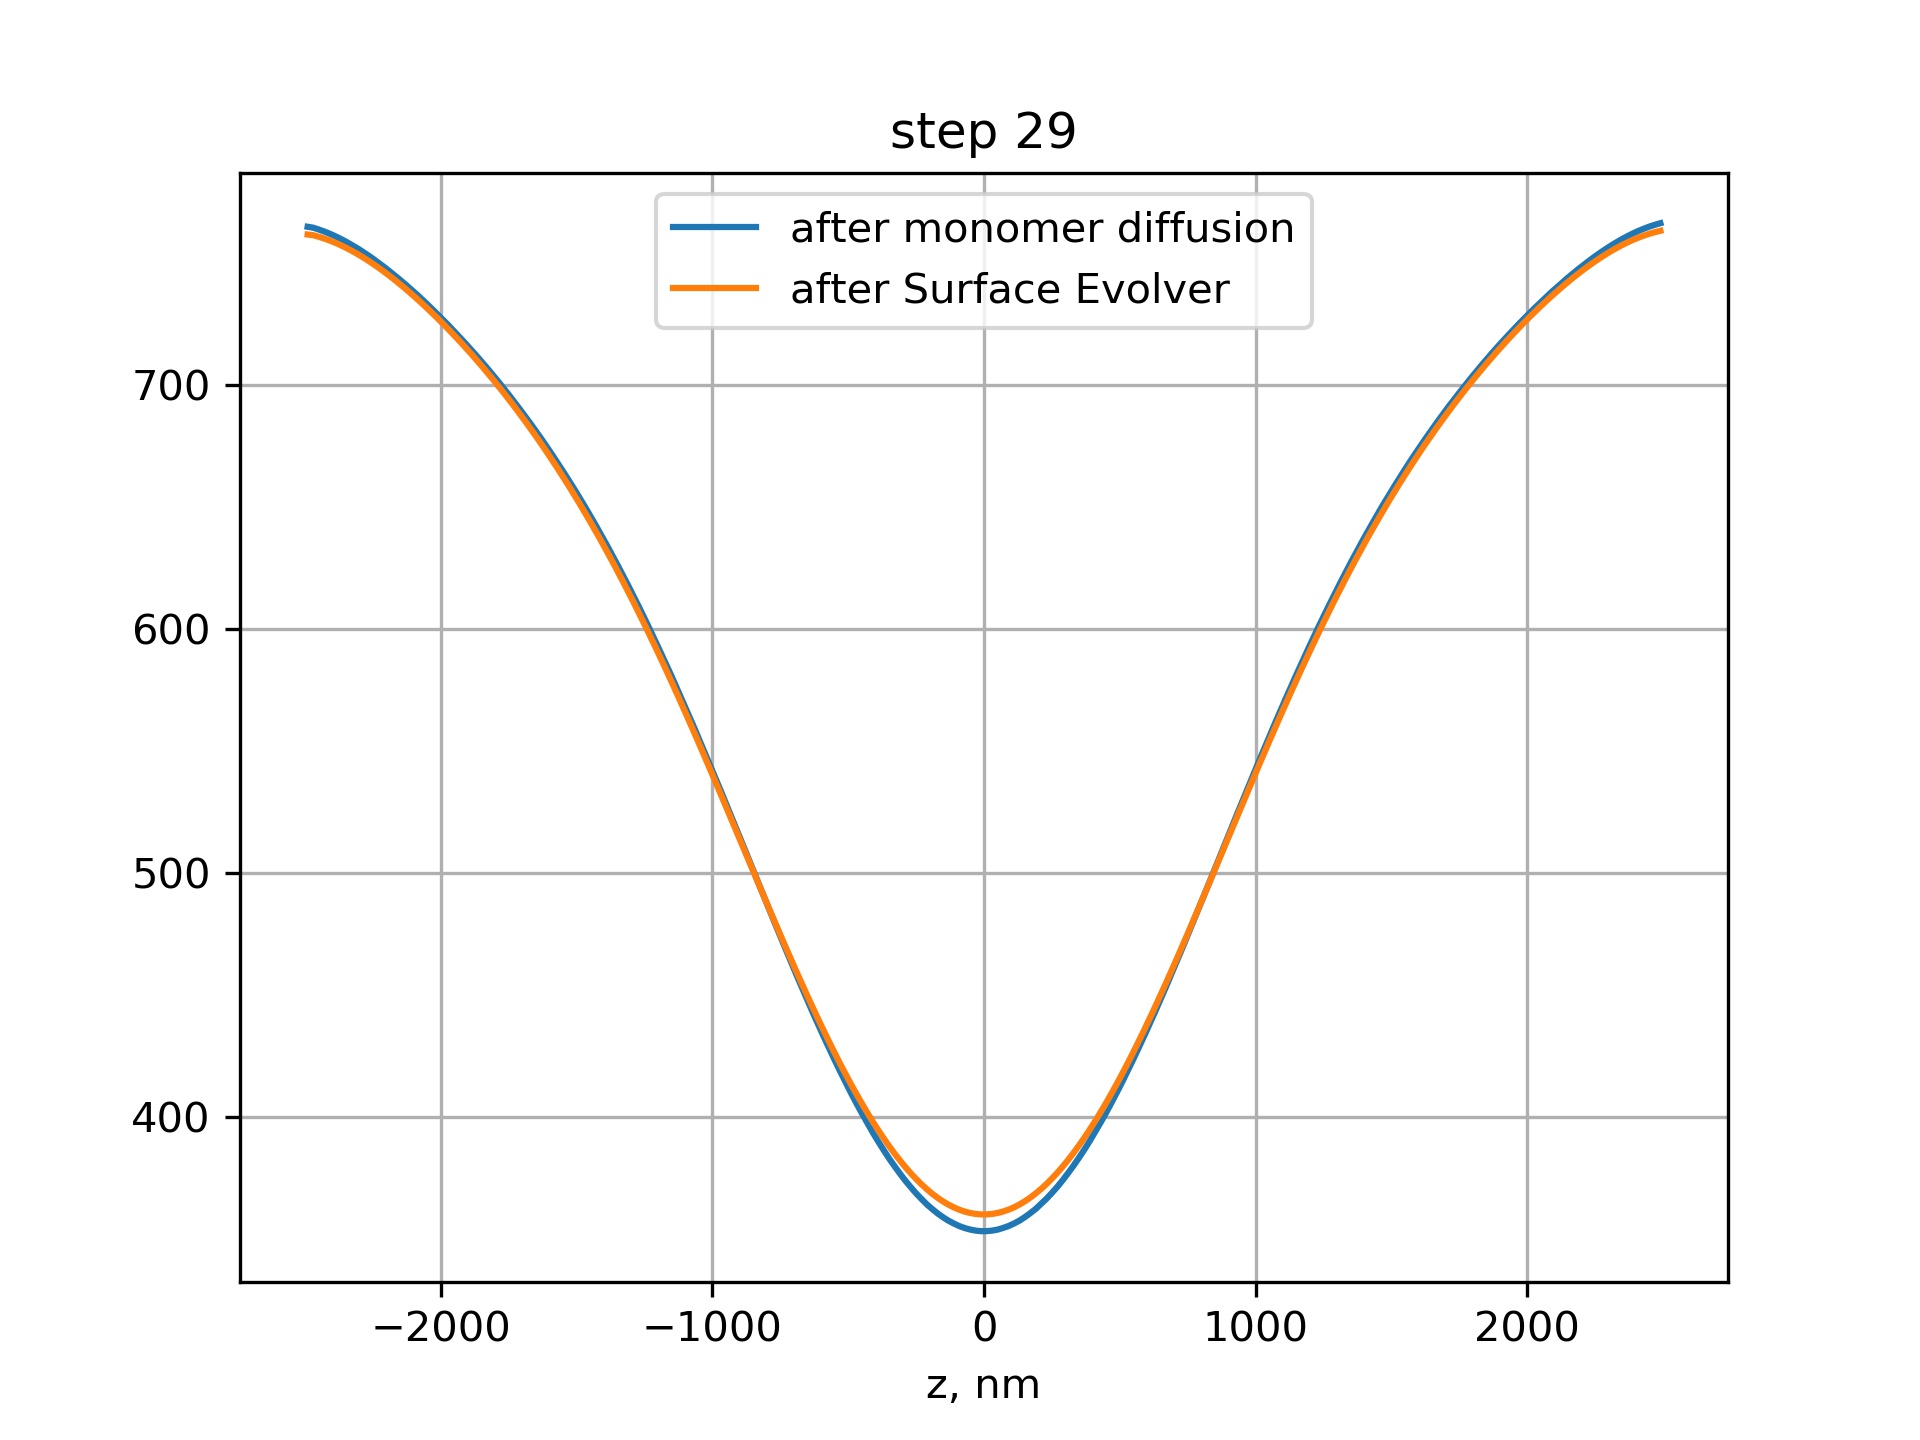 step 29
after monomer diffusion
after Surface Evolver
700
600
500
400
−2000 −1000 0 1000 2000
z, nm